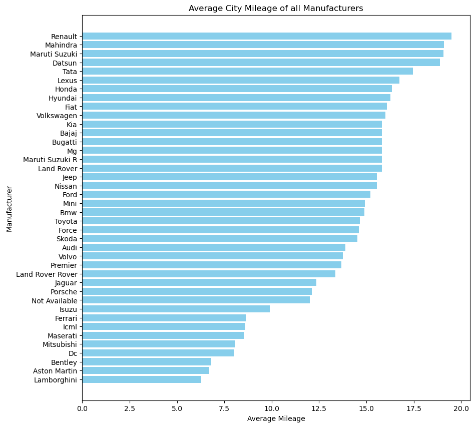 Average City Mileage of all Manufacturers
Manufacturer
Renault
Mahindra
Maruti Suzuki
Datsun
Tata
Lexus
Honda
Hyundai
Fiat
Volkswagen
Kia
Bajaj
Bugatti
Mg
Maruti Suzuki R
Land Rover
Jeep
Nissan
Ford
Mini
Bmw
Toyota
Force
Skoda
Audi
Volvo
Premier
Land Rover Rover
Jaguar
Porsche
Not Available
Isuzu
Ferrari
Icml
Maserati
Mitsubishi
Dc
Bentley
Aston Martin
Lamborghini
0.0 2.5 5.0 7.5 10.0 12.5 15.0 17.5 20.0
Average Mileage